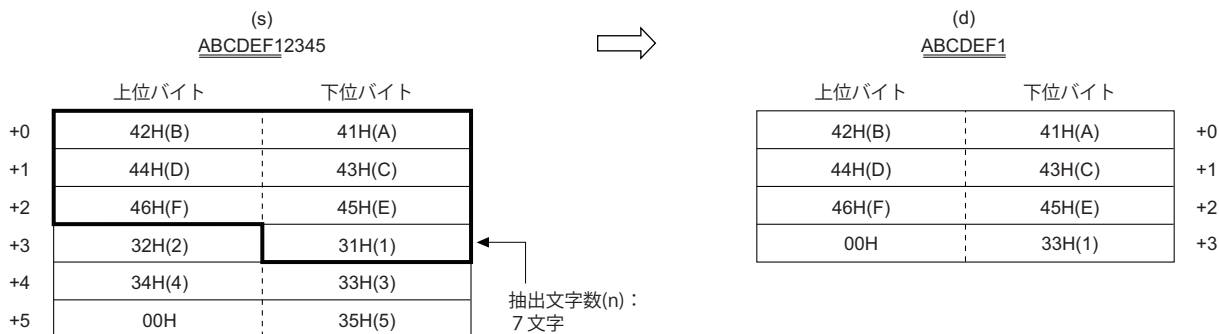 (s)
ABCDEF12345
上位バイト 下位バイト
+0 42H(B) 41H(A)
+1 44H(D) 43H(C)
+2 46H(F) 45H(E)
+3 32H(2) 31H(1)
+4 34H(4) 33H(3)
+5 00H 35H(5)
抽出文字数(n)：
7文字
(d)
ABCDEF1
上位バイト 下位バイト
42H(B) 41H(A) +0
44H(D) 43H(C) +1
46H(F) 45H(E) +2
00H 33H(1) +3